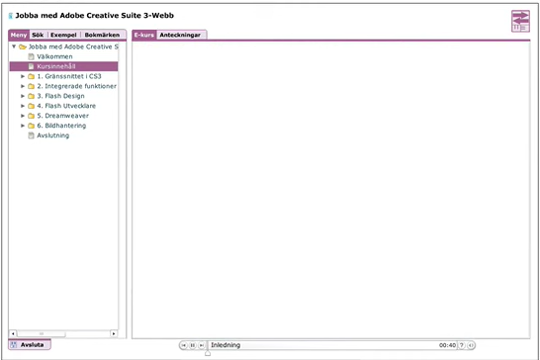 Jobba med Adobe Creative Suite 3-Webb
Meny Sök Exempel Bokmärken
E-kurs Anteckningar
Jobba med Adobe Creative S
Välkommen
Kursinnehåll
1. Gränssnittet i CS3
2. Integrerade funktioner
3. Flash Design
4. Flash Utvecklare
5. Dreamweaver
6. Bildhantering
Avslutning
Avsluta
Inledning 00:40 ?